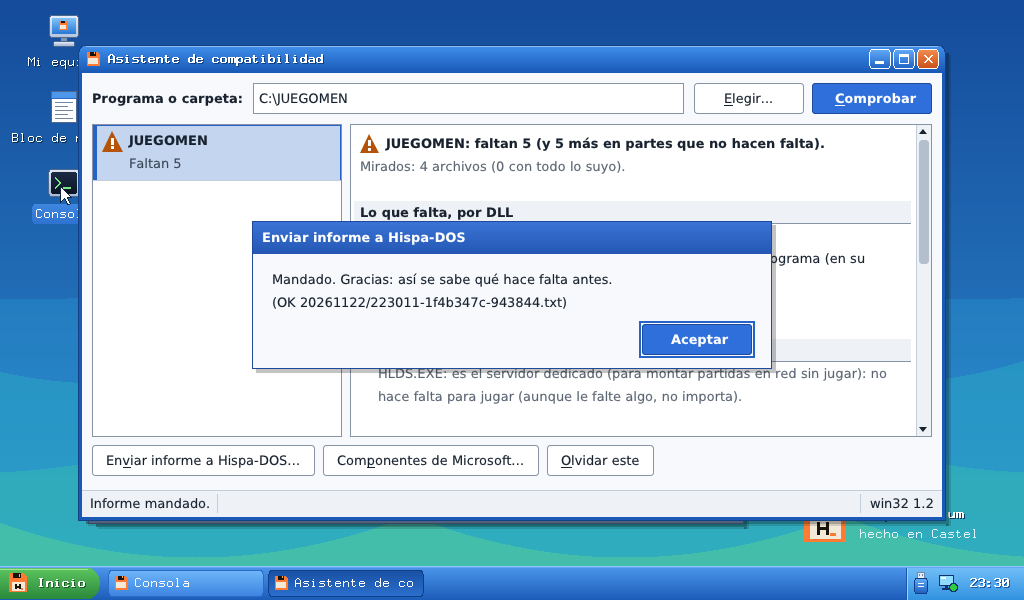 Mi equi
Bloc de n
Consol
Asistente de compatibilidad
Programa o carpeta:
C:\JUEGOMEN
Elegir...
Comprobar
JUEGOMEN
Faltan 5
JUEGOMEN: faltan 5 (y 5 más en partes que no hacen falta).
Mirados: 4 archivos (0 con todo lo suyo).
Lo que falta, por DLL
ograma (en su
Enviar informe a Hispa-DOS
Mandado. Gracias: así se sabe qué hace falta antes.
(OK 20261122/223011-1f4b347c-943844.txt)
Aceptar
HLDS.EXE: es el servidor dedicado (para montar partidas en red sin jugar): no
hace falta para jugar (aunque le falte algo, no importa).
Enviar informe a Hispa-DOS...
Componentes de Microsoft...
Olvidar este
Informe mandado.
win32 1.2
um
H_
hecho en Castel
Inicio
Consola
Asistente de co
23:30